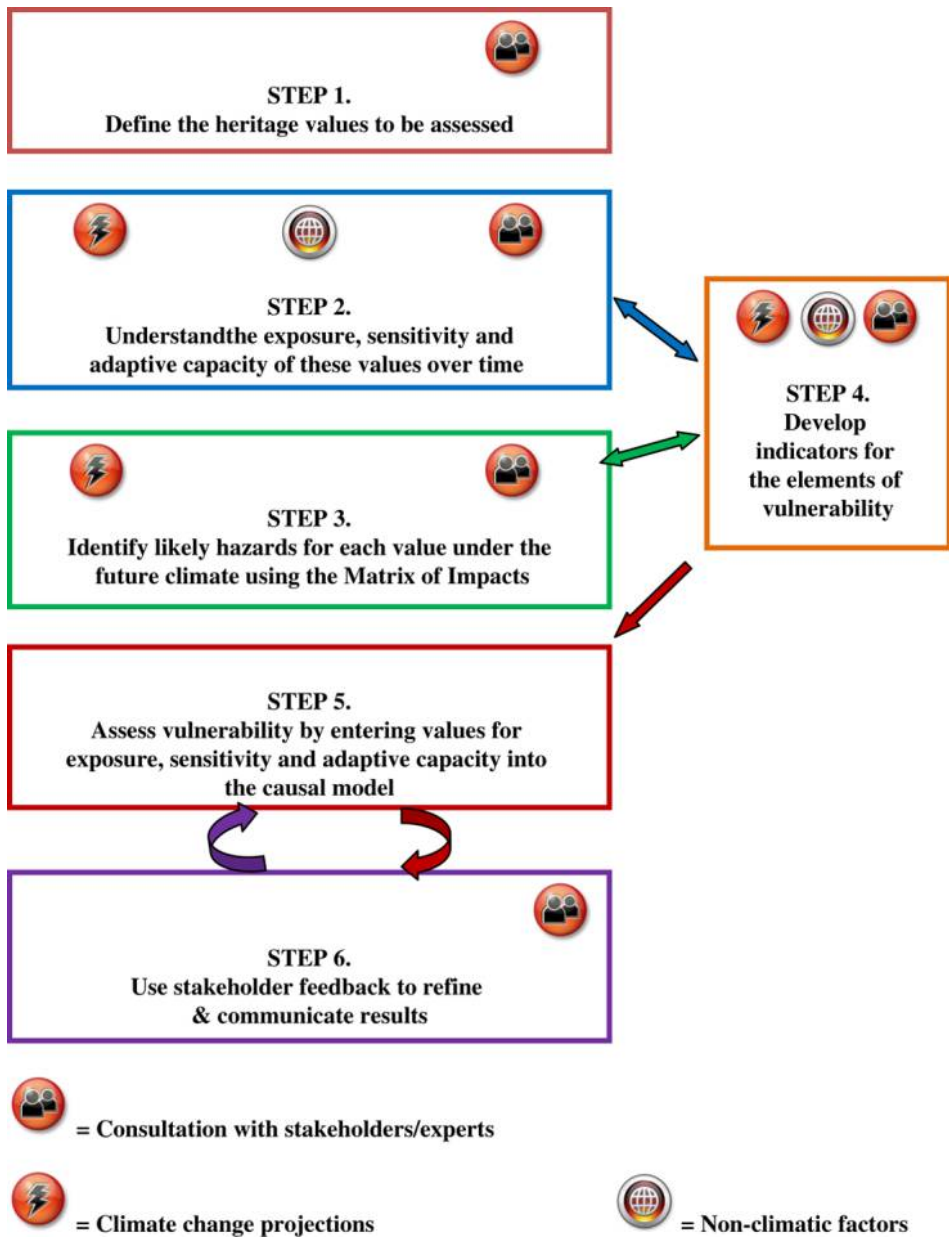 STEP 1.
Define the heritage values to be assessed
STEP 2.
Understandthe exposure, sensitivity and
adaptive capacity of these values over time
STEP 3.
Identify likely hazards for each value under the
future climate using the Matrix of Impacts
STEP 4.
Develop
indicators for
the elements of
vulnerability
STEP 5.
Assess vulnerability by entering values for
exposure, sensitivity and adaptive capacity into
the causal model
STEP 6.
Use stakeholder feedback to refine
& communicate results
= Consultation with stakeholders/experts
= Climate change projections
= Non-climatic factors